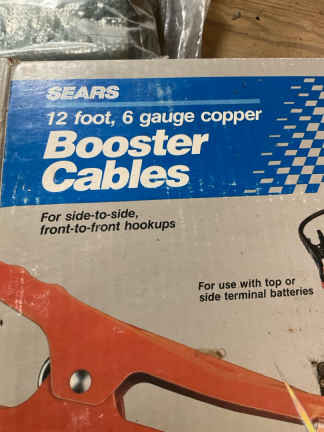 SEARS
12 foot, 6 gauge copper
Booster
Cables
For side-to-side,
front-to-front hookups
For use with top or
side terminal batteries